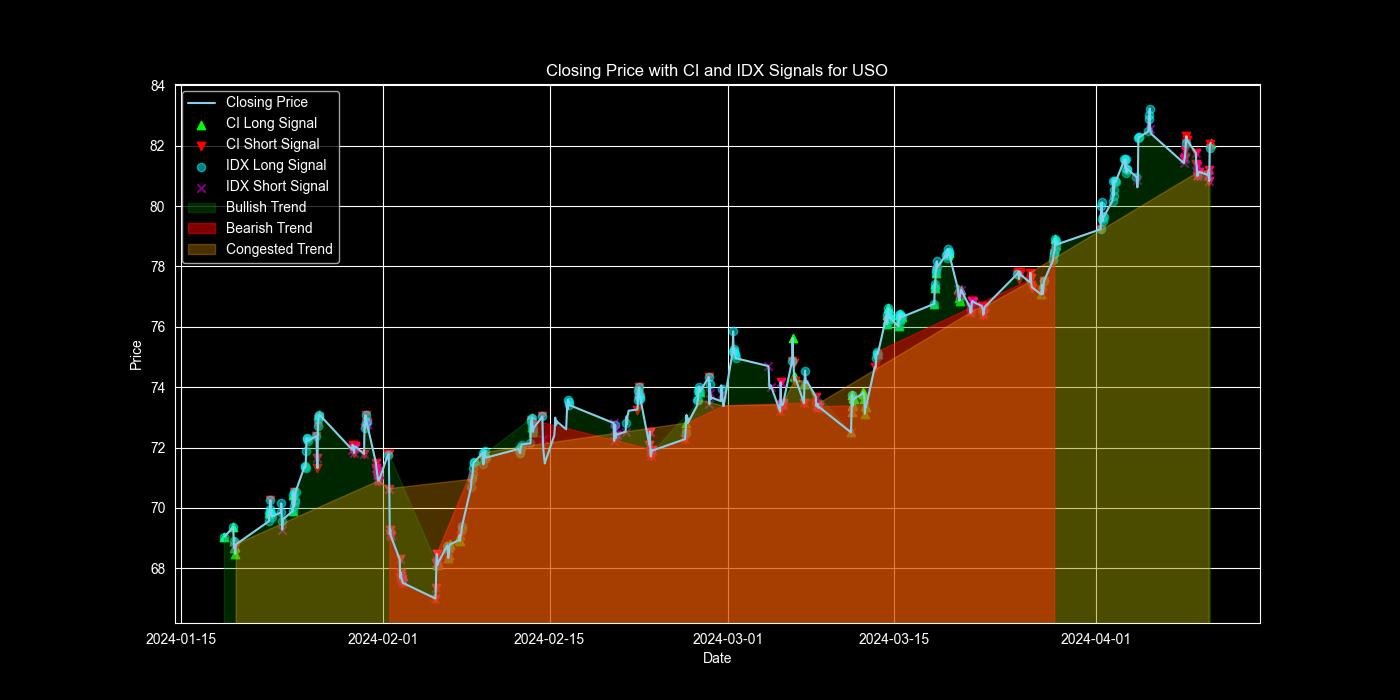 Closing Price with CI and IDX Signals for USO
84
82
80
78
76
74
72
70
68
Price
Closing Price
CI Long Signal
CI Short Signal
IDX Long Signal
IDX Short Signal
Bullish Trend
Bearish Trend
Congested Trend
2024-01-15
2024-02-01
2024-02-15
2024-03-01
2024-03-15
2024-04-01
Date